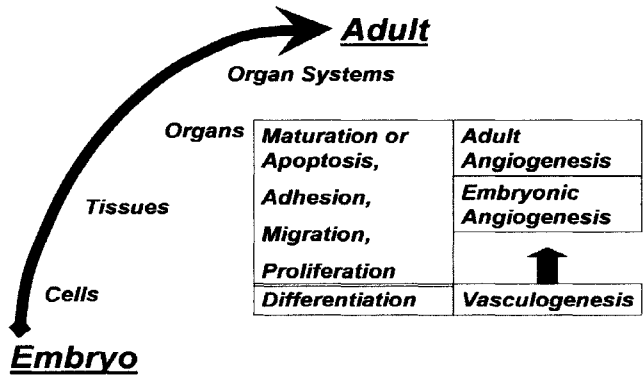 Adult
Organ Systems
Organs
Maturation or
Apoptosis,
Adhesion,
Migration,
Proliferation
Differentiation
Adult
Angiogenesis
Embryonic
Angiogenesis
Vasculogenesis
Tissues
Cells
Embryo